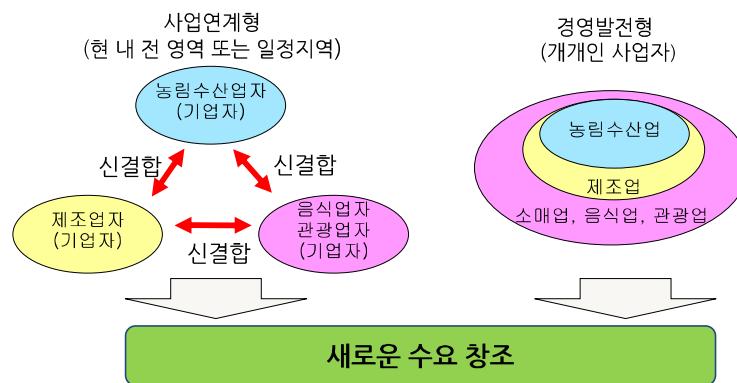 사업연계형
(현 내 전 영역 또는 일정지역)
농림수산업자
(기업자)
신결합
신결합
제조업자
(기업자)
음식업자
관광업자
(기업자)
신결합
경영발전형
(개개인 사업자)
농림수산업
제조업
소매업, 음식업, 관광업
새로운 수요 창조